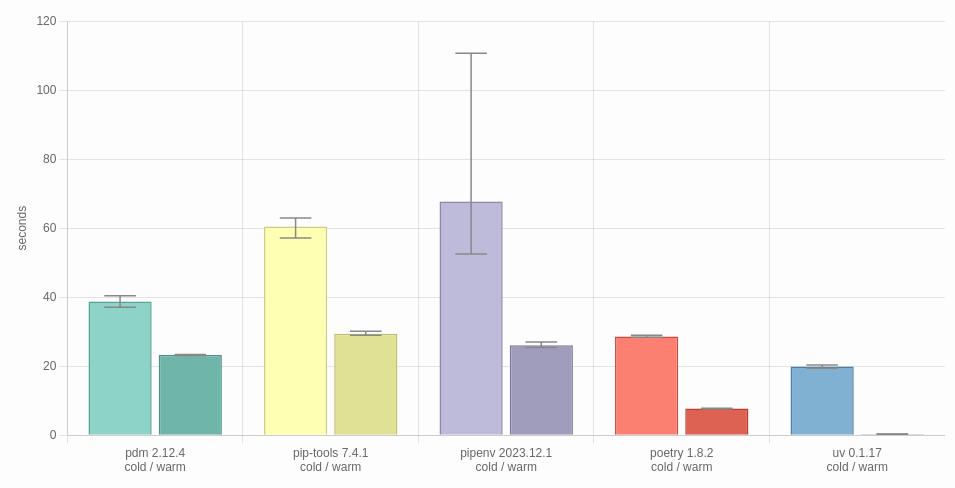 120
100
80
60
40
20
0
seconds
pdm 2.12.4
cold / warm
pip-tools 7.4.1
cold / warm
pipenv 2023.12.1
cold / warm
poetry 1.8.2
cold / warm
uv 0.1.17
cold / warm